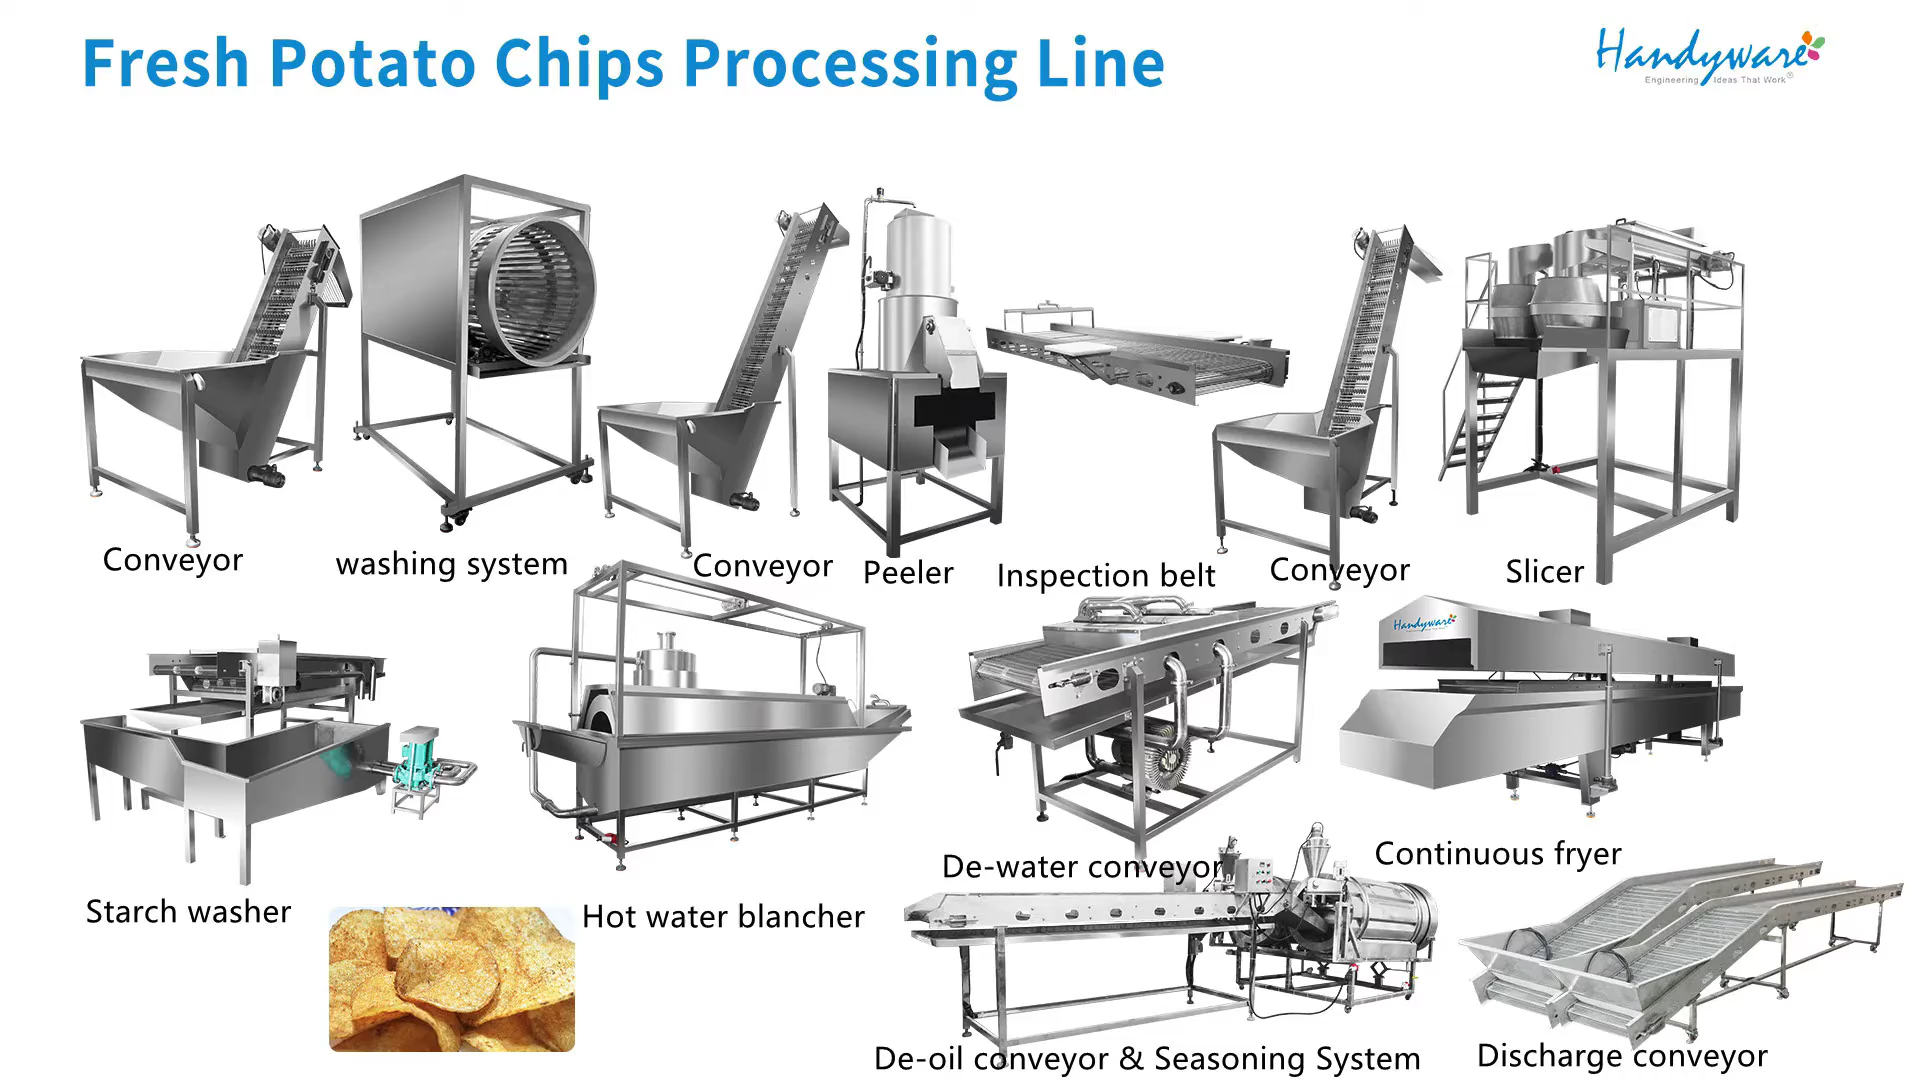 Fresh Potato Chips Processing Line
Handyware
Engineering Ideas That Work®
Conveyor
washing system
Conveyor
Peeler
Inspection belt
Conveyor
Slicer
Handyware
Starch washer
Hot water blancher
De-water conveyor
Continuous fryer
De-oil conveyor & Seasoning System
Discharge conveyor